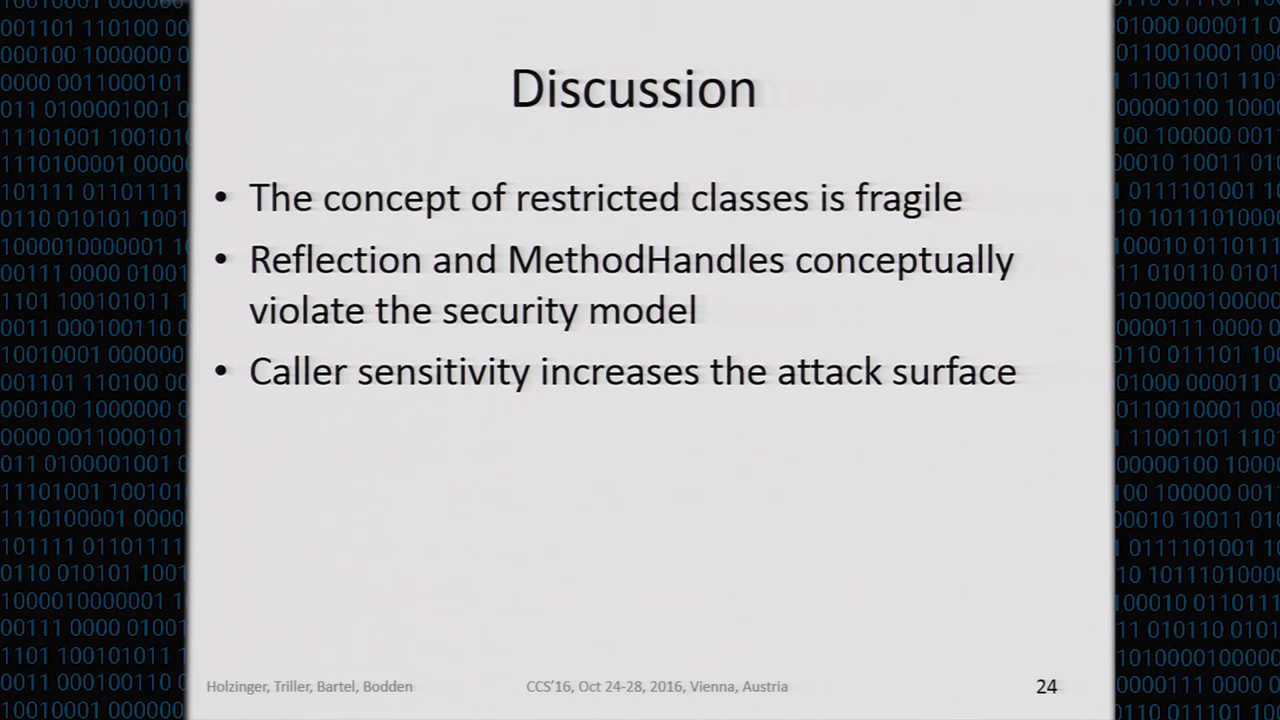 Discussion
• The concept of restricted classes is fragile
• Reflection and MethodHandles conceptually
violate the security model
• Caller sensitivity increases the attack surface
Holzinger, Triller, Bartel, Bodden
CCS'16, Oct 24-28, 2016, Vienna, Austria
24